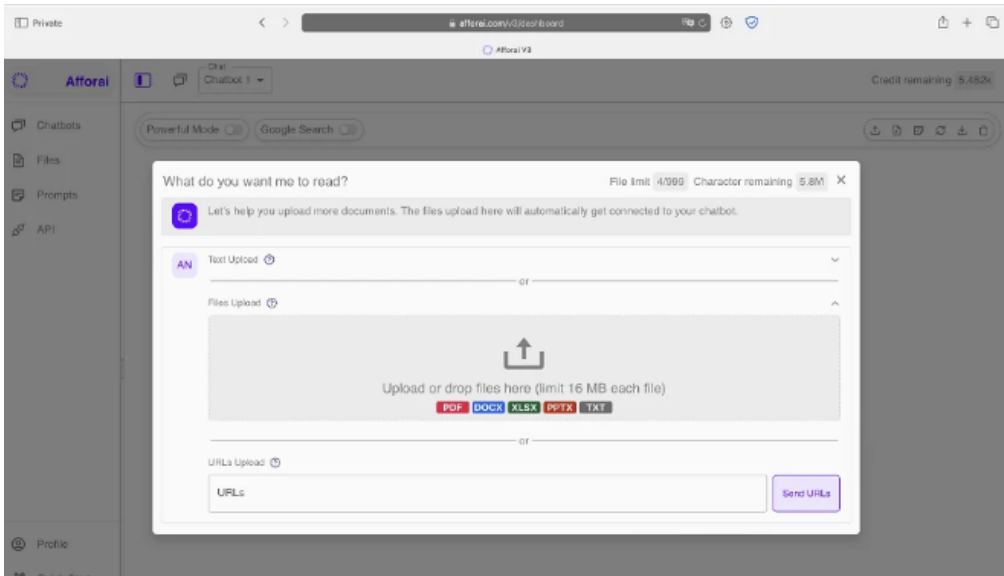 Private
afforai.com/v3/dashboard
Afforai V3
Afforai
Chat
Chatbot 1
Credit remaining 5,482k
Chatbots
Files
Prompts
API
Powerful Mode
Google Search
What do you want me to read?
File limit 4/999 Character remaining 5.8M
Let's help you upload more documents. The files upload here will automatically get connected to your chatbot.
AN
Text Upload
or
Files Upload
Upload or drop files here (limit 16 MB each file)
PDF DOCX XLSX PPTX TXT
or
URLs Upload
URLs
Send URLs
Profile